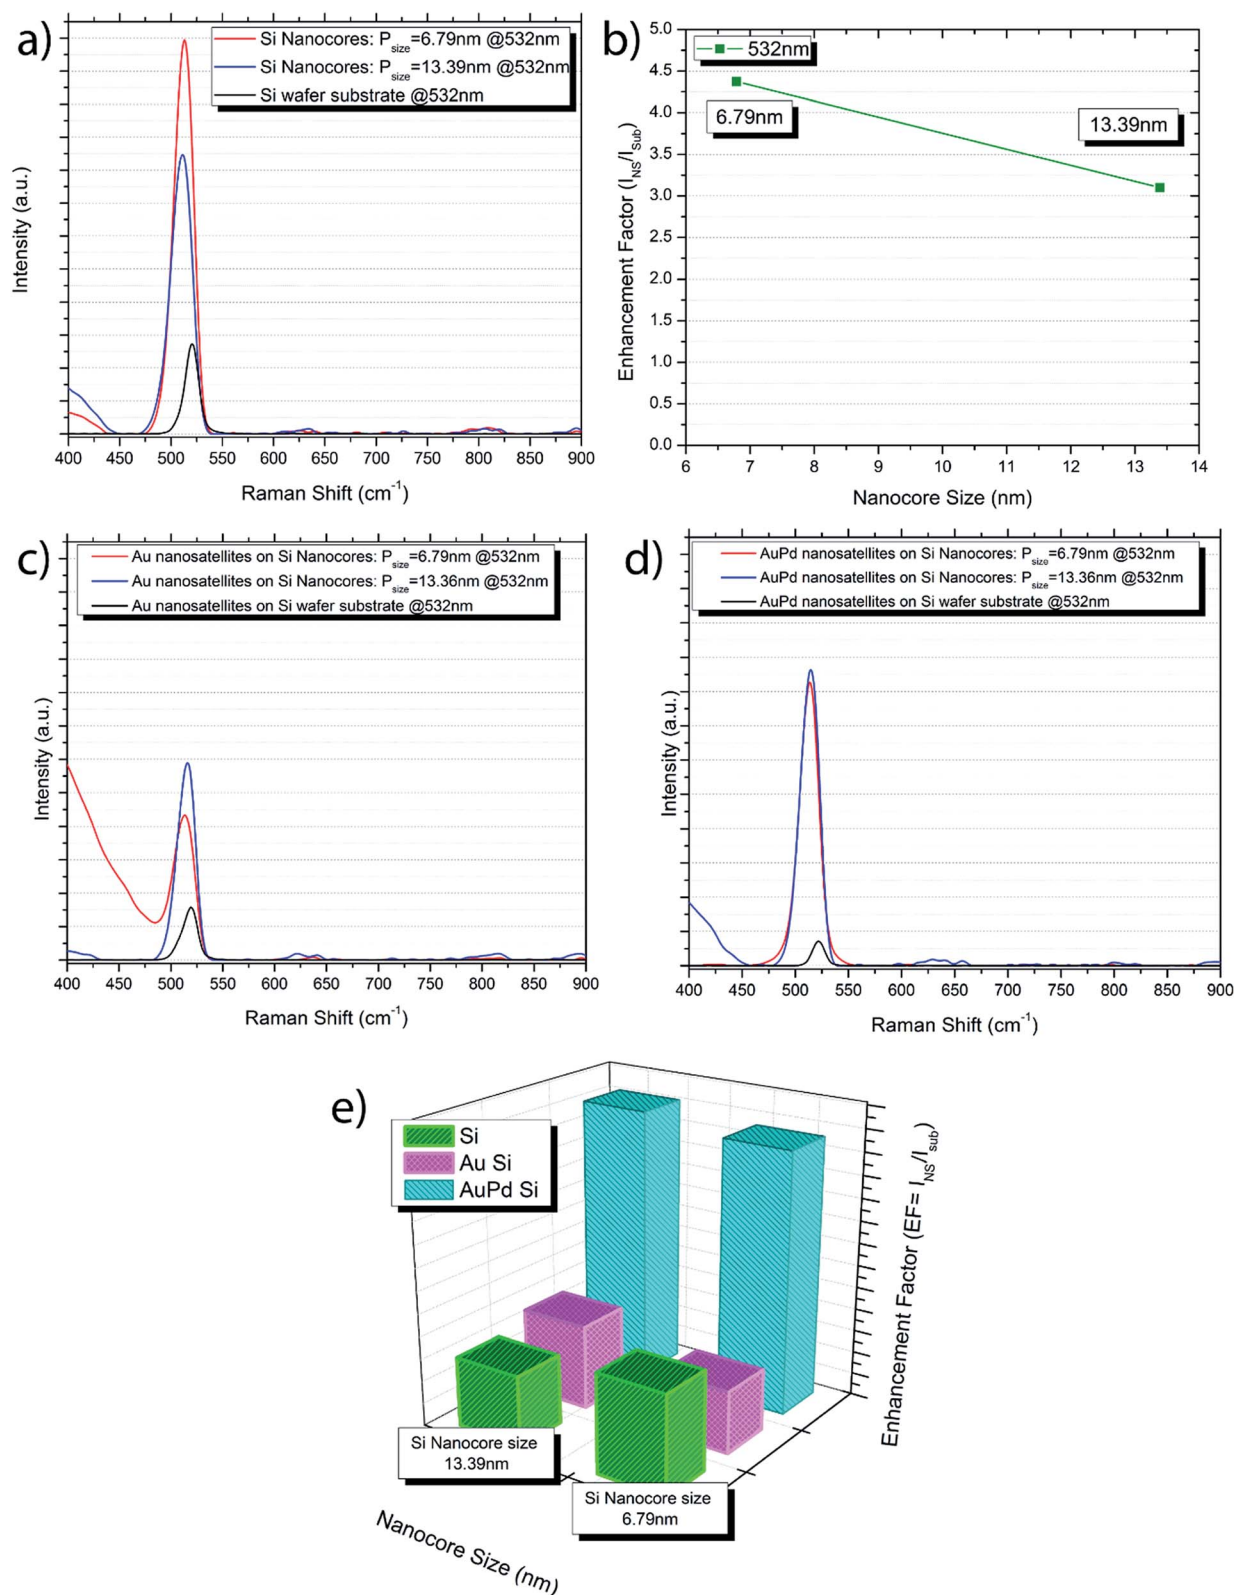 a)
Si Nanocores: Psize=6.79nm @532nm
Si Nanocores: Psize=13.39nm @532nm
Si wafer substrate @532nm
Intensity (a.u.)
400 450 500 550 600 650 700 750 800 850 900
Raman Shift (cm-1)
b)
532nm
5.0
4.5
4.0
3.5
3.0
2.5
2.0
1.5
1.0
0.5
0.0
6.79nm
13.39nm
Enhancement Factor (INS/ISub)
6 7 8 9 10 11 12 13 14
Nanocore Size (nm)
c)
Au nanosatellites on Si Nanocores: Psize=6.79nm @532nm
Au nanosatellites on Si Nanocores: Psize=13.36nm @532nm
Au nanosatellites on Si wafer substrate @532nm
Intensity (a.u.)
400 450 500 550 600 650 700 750 800 850 900
Raman Shift (cm-1)
d)
AuPd nanosatellites on Si Nanocores: Psize=6.79nm @532nm
AuPd nanosatellites on Si Nanocores: Psize=13.36nm @532nm
AuPd nanosatellites on Si wafer substrate @532nm
Intensity (a.u.)
400 450 500 550 600 650 700 750 800 850 900
Raman Shift (cm-1)
e)
Si
Au Si
AuPd Si
Enhancement Factor (EF= INS/Isub)
Si Nanocore size
13.39nm
Si Nanocore size
6.79nm
Nanocore Size (nm)